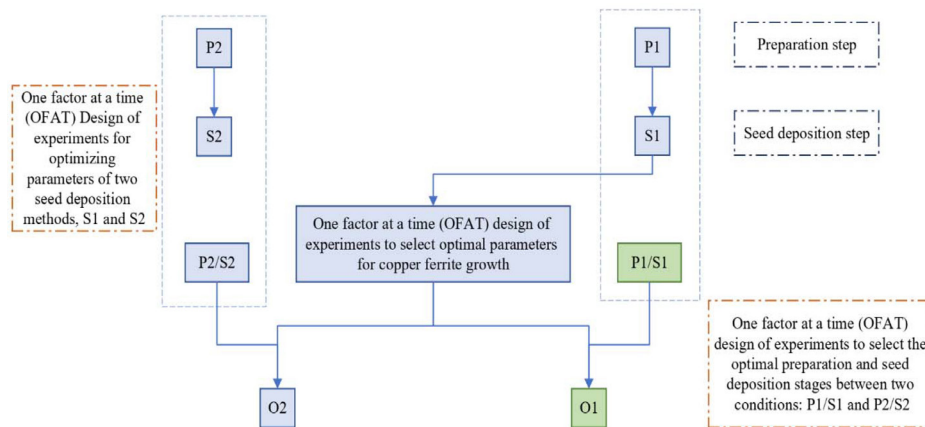 P2
P1
Preparation step
One factor at a time
(OFAT) Design of
experiments for
optimizing
parameters of two
seed deposition
methods, S1 and S2
S2
S1
Seed deposition step
One factor at a time (OFAT) design of
experiments to select optimal parameters
for copper ferrite growth
P2/S2
P1/S1
One factor at a time (OFAT)
design of experiments to select the
optimal preparation and seed
deposition stages between two
conditions: P1/S1 and P2/S2
O2
O1